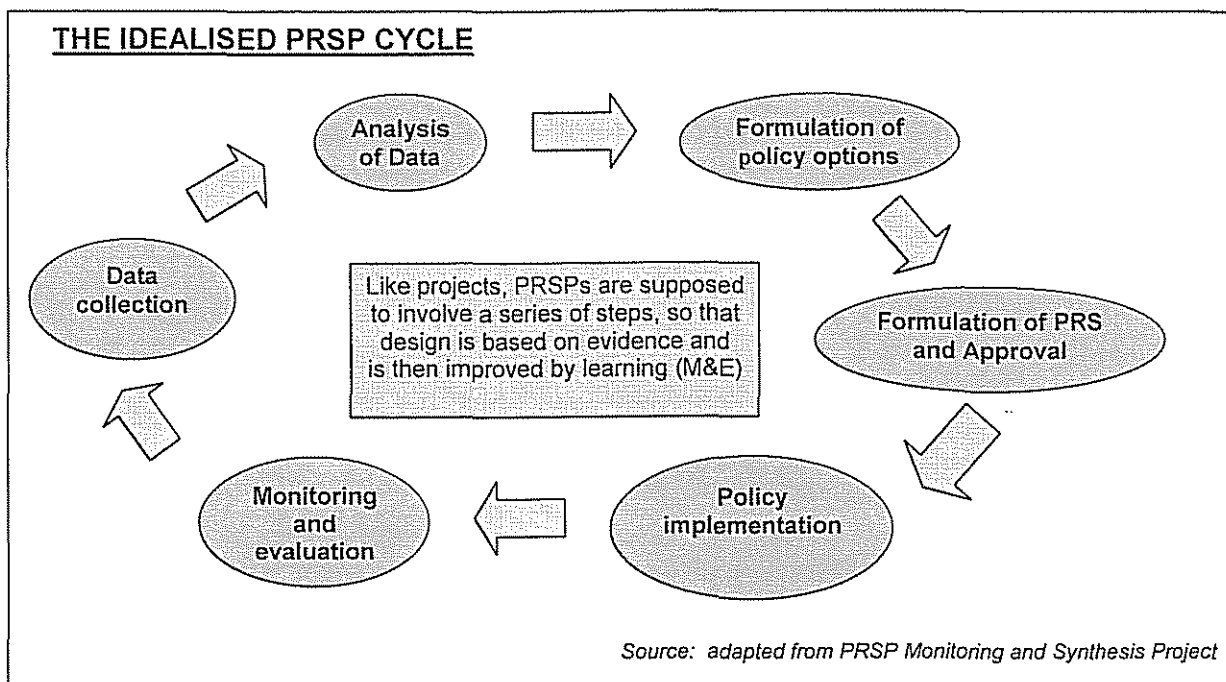 THE IDEALISED PRSP CYCLE
Analysis
of Data
Formulation of
policy options
Data
collection
Like projects, PRSPs are supposed
to involve a series of steps, so that
design is based on evidence and
is then improved by learning (M&E)
Formulation of PRS
and Approval
Monitoring
and
evaluation
Policy
implementation
Source: adapted from PRSP Monitoring and Synthesis Project